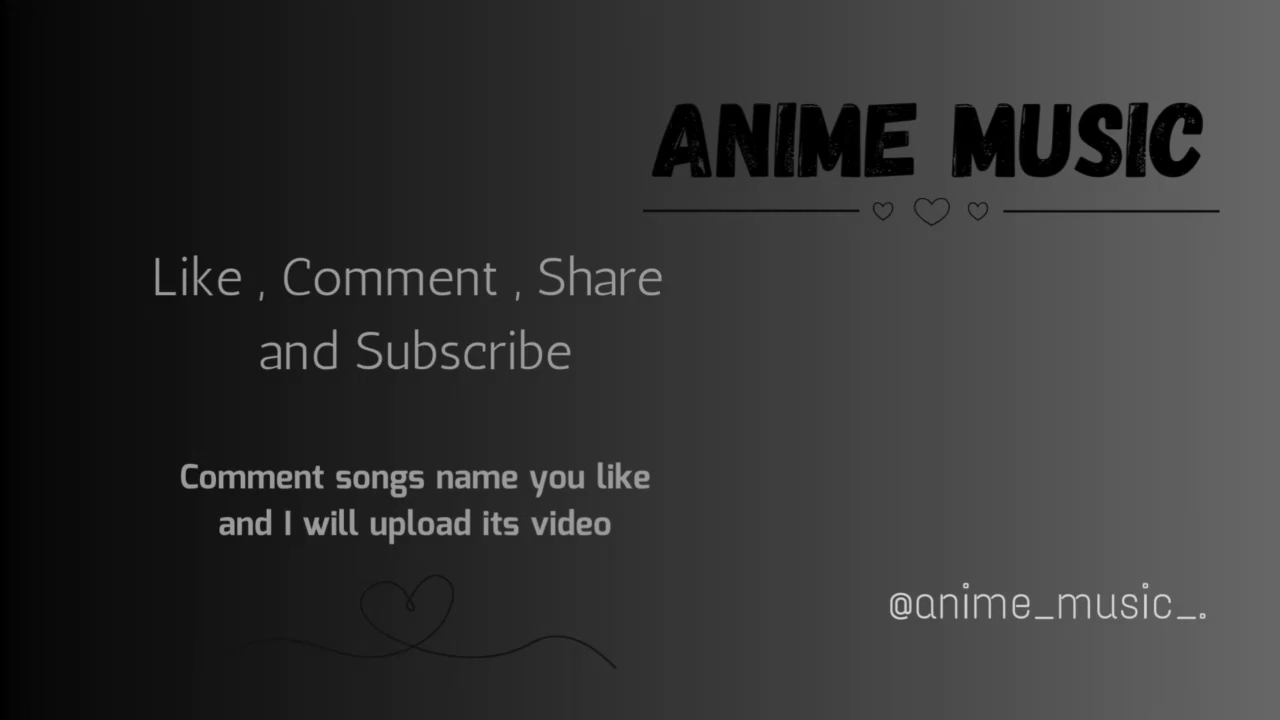 ANIME MUSIC
Like , Comment , Share
and Subscribe
Comment songs name you like
and I will upload its video
@anime_music_.